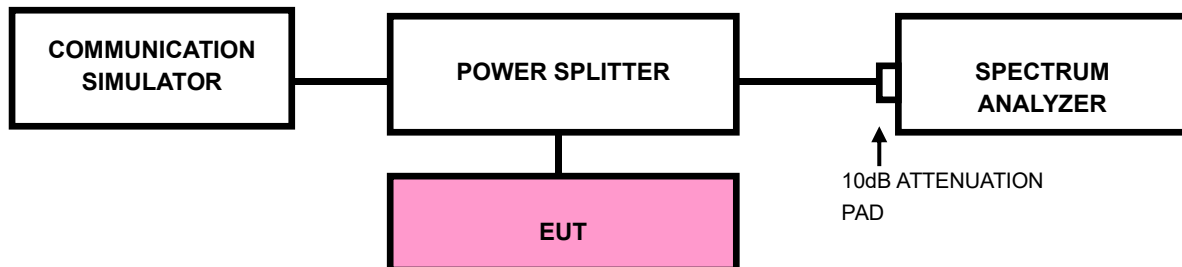 COMMUNICATION
SIMULATOR
POWER SPLITTER
SPECTRUM
ANALYZER
10dB ATTENUATION
PAD
EUT